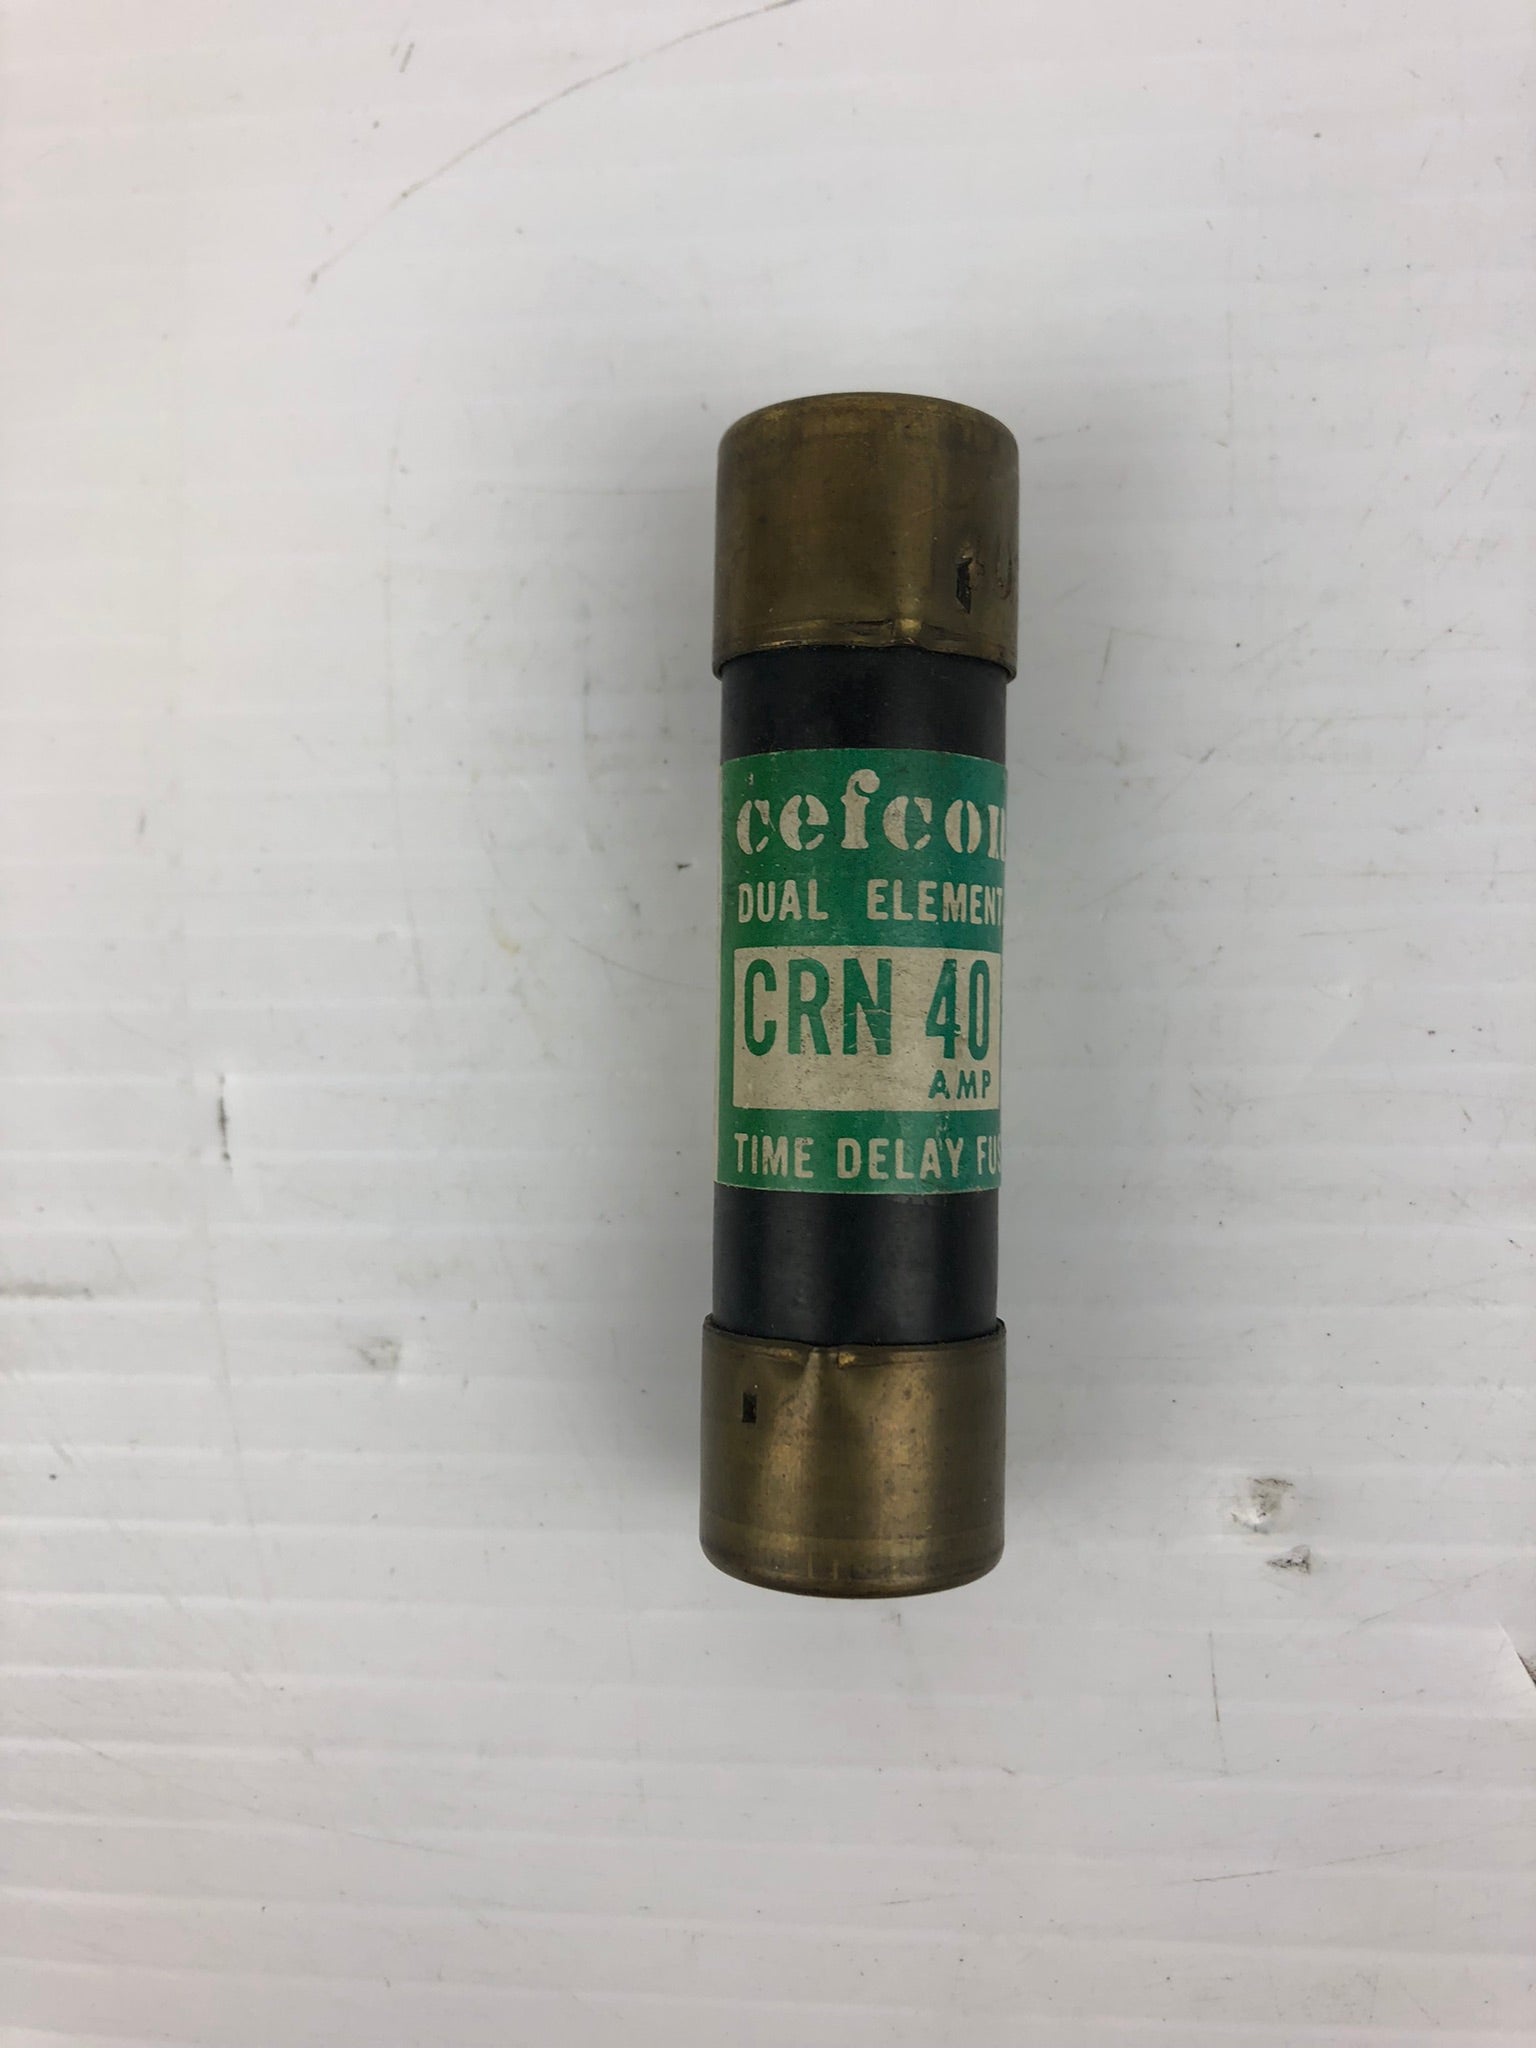 cefcon
DUAL ELEMENT
CRN 40
AMP
TIME DELAY FUS